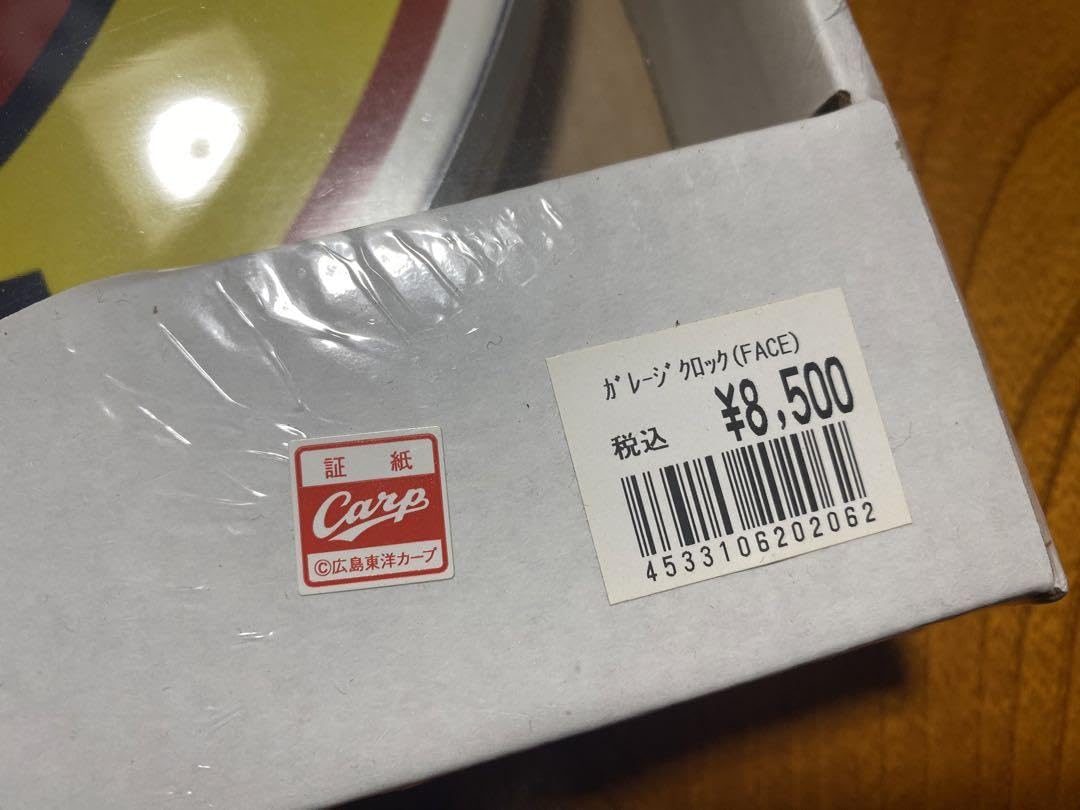 証 紙
Carp
©広島東洋カープ
ｶﾞﾚｰｼﾞｸﾛｯｸ(FACE)
¥8,500
税込
4533106202062